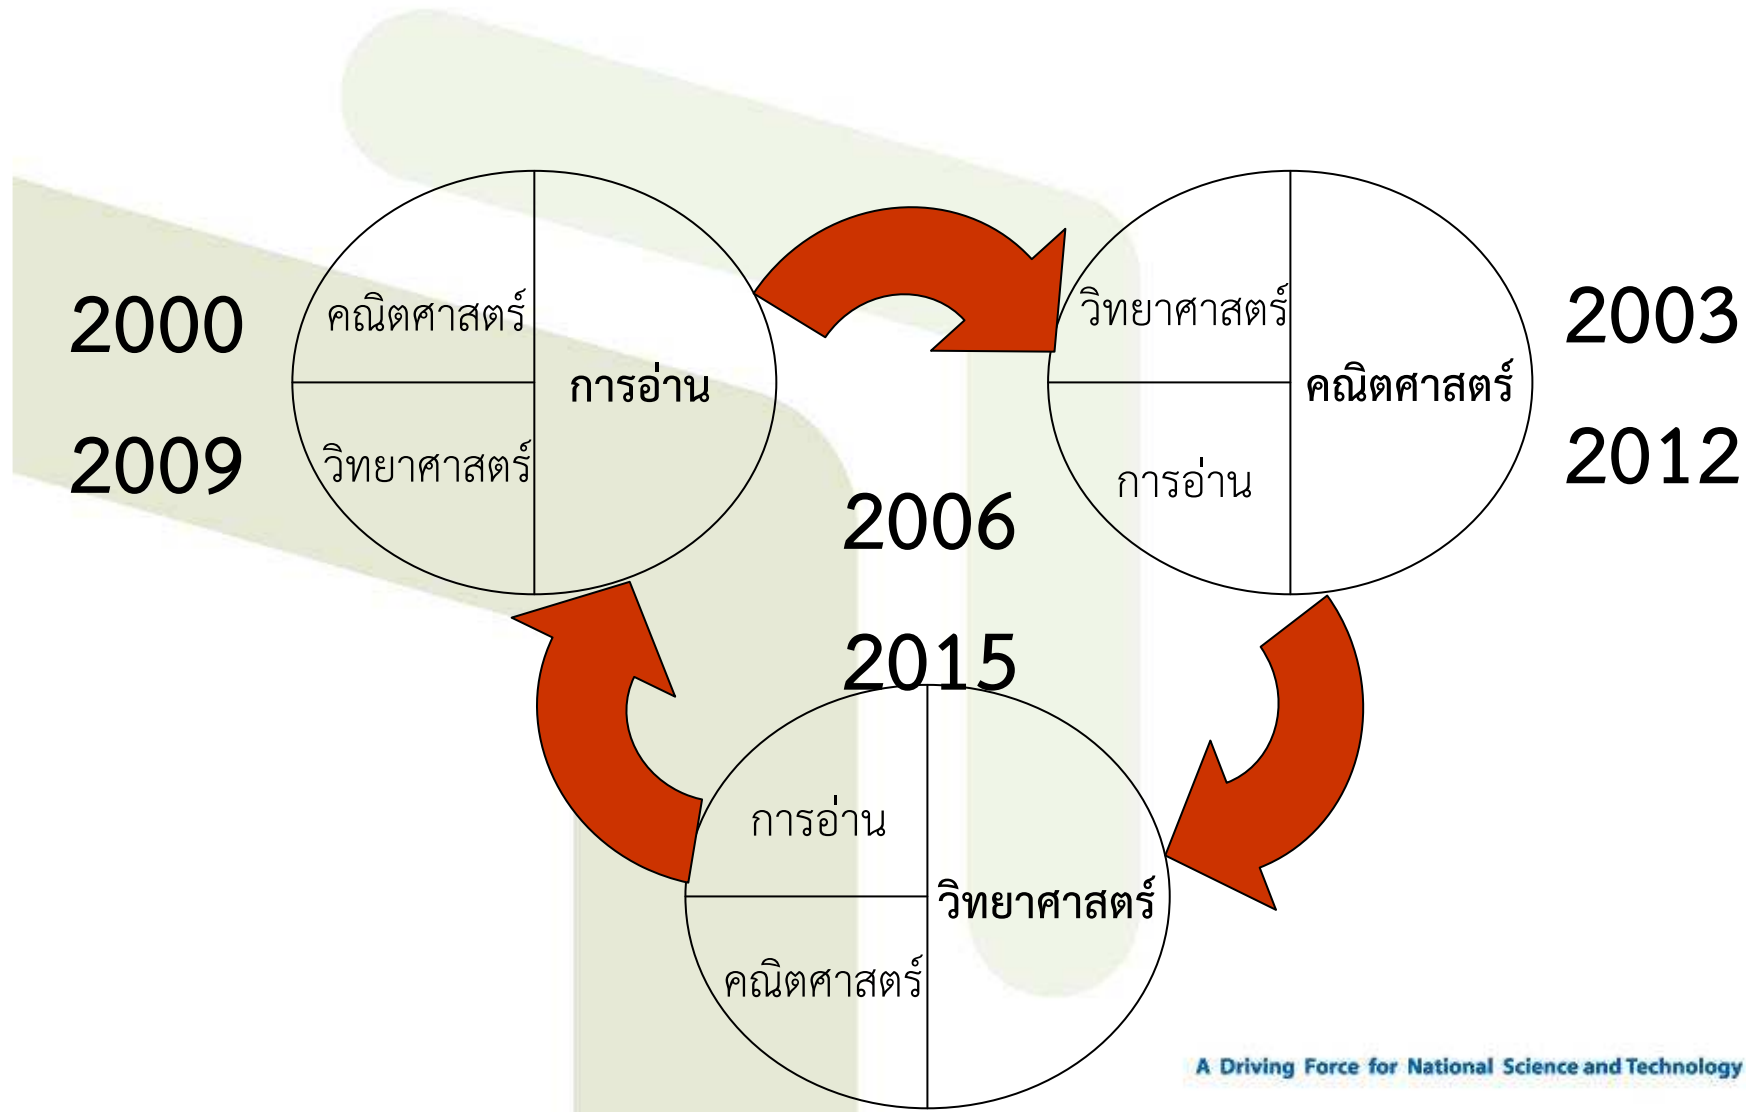 2000
2009
คณิตศาสตร์
วิทยาศาสตร์
การอ่าน
วิทยาศาสตร์
การอ่าน
คณิตศาสตร์
2003
2012
2006
2015
การอ่าน
คณิตศาสตร์
วิทยาศาสตร์
A Driving Force for National Science and Technology